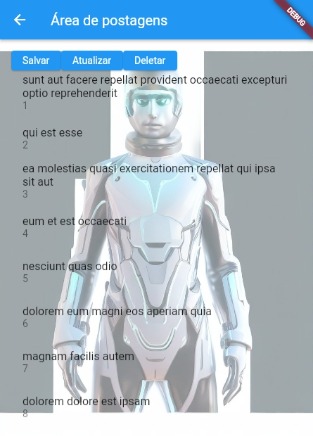 Área de postagens
DEBUG
Salvar Atualizar Deletar
sunt aut facere repellat provident occaecati excepturi
optio reprehenderit
1
qui est esse
2
ea molestias quasi exercitationem repellat qui ipsa
sit aut
3
eum et est occaecati
4
nesciunt quas odio
5
dolorem eum magni eos aperiam quia
6
magnam facilis autem
7
dolorem dolore est ipsam
8